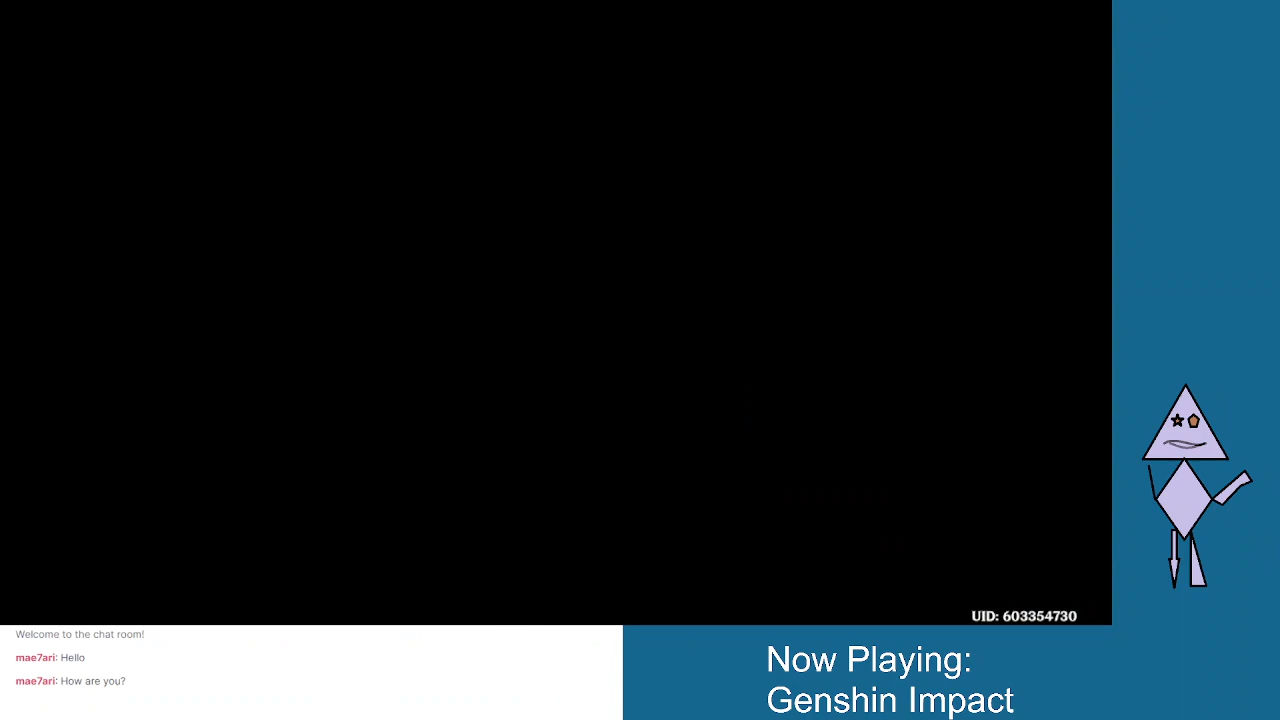 UID: 603354730
Welcome to the chat room!
mae7ari: Hello
mae7ari: How are you?
Now Playing:
Genshin Impact